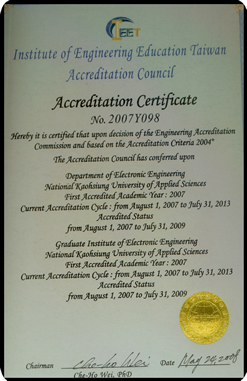 IEET
Institute of Engineering Education Taiwan
Accreditation Council
Accreditation Certificate
No. 2007Y098
Hereby it is certified that upon decision of the Engineering Accreditation
Commission and based on the Accreditation Criteria 2004+
The Accreditation Council has conferred upon
Department of Electronic Engineering
National Kaohsiung University of Applied Sciences
First Accredited Academic Year : 2007
Current Accreditation Cycle : from August 1, 2007 to July 31, 2013
Accredited Status
from August 1, 2007 to July 31, 2009
Graduate Institute of Electronic Engineering
National Kaohsiung University of Applied Sciences
First Accredited Academic Year : 2007
Current Accreditation Cycle : from August 1, 2007 to July 31, 2013
Accredited Status
from August 1, 2007 to July 31, 2009
Chairman Che-Ho Wei Date May 20, 2008
Che-Ho Wei, PhD